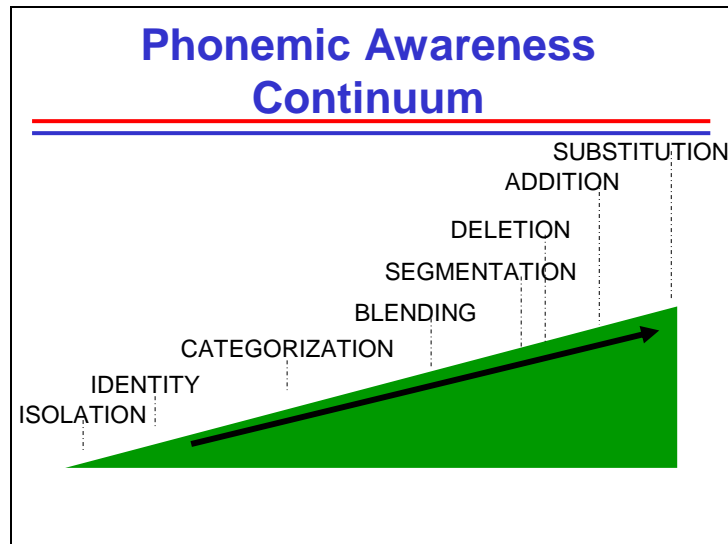 Phonemic Awareness
Continuum
SUBSTITUTION
ADDITION
DELETION
SEGMENTATION
BLENDING
CATEGORIZATION
IDENTITY
ISOLATION